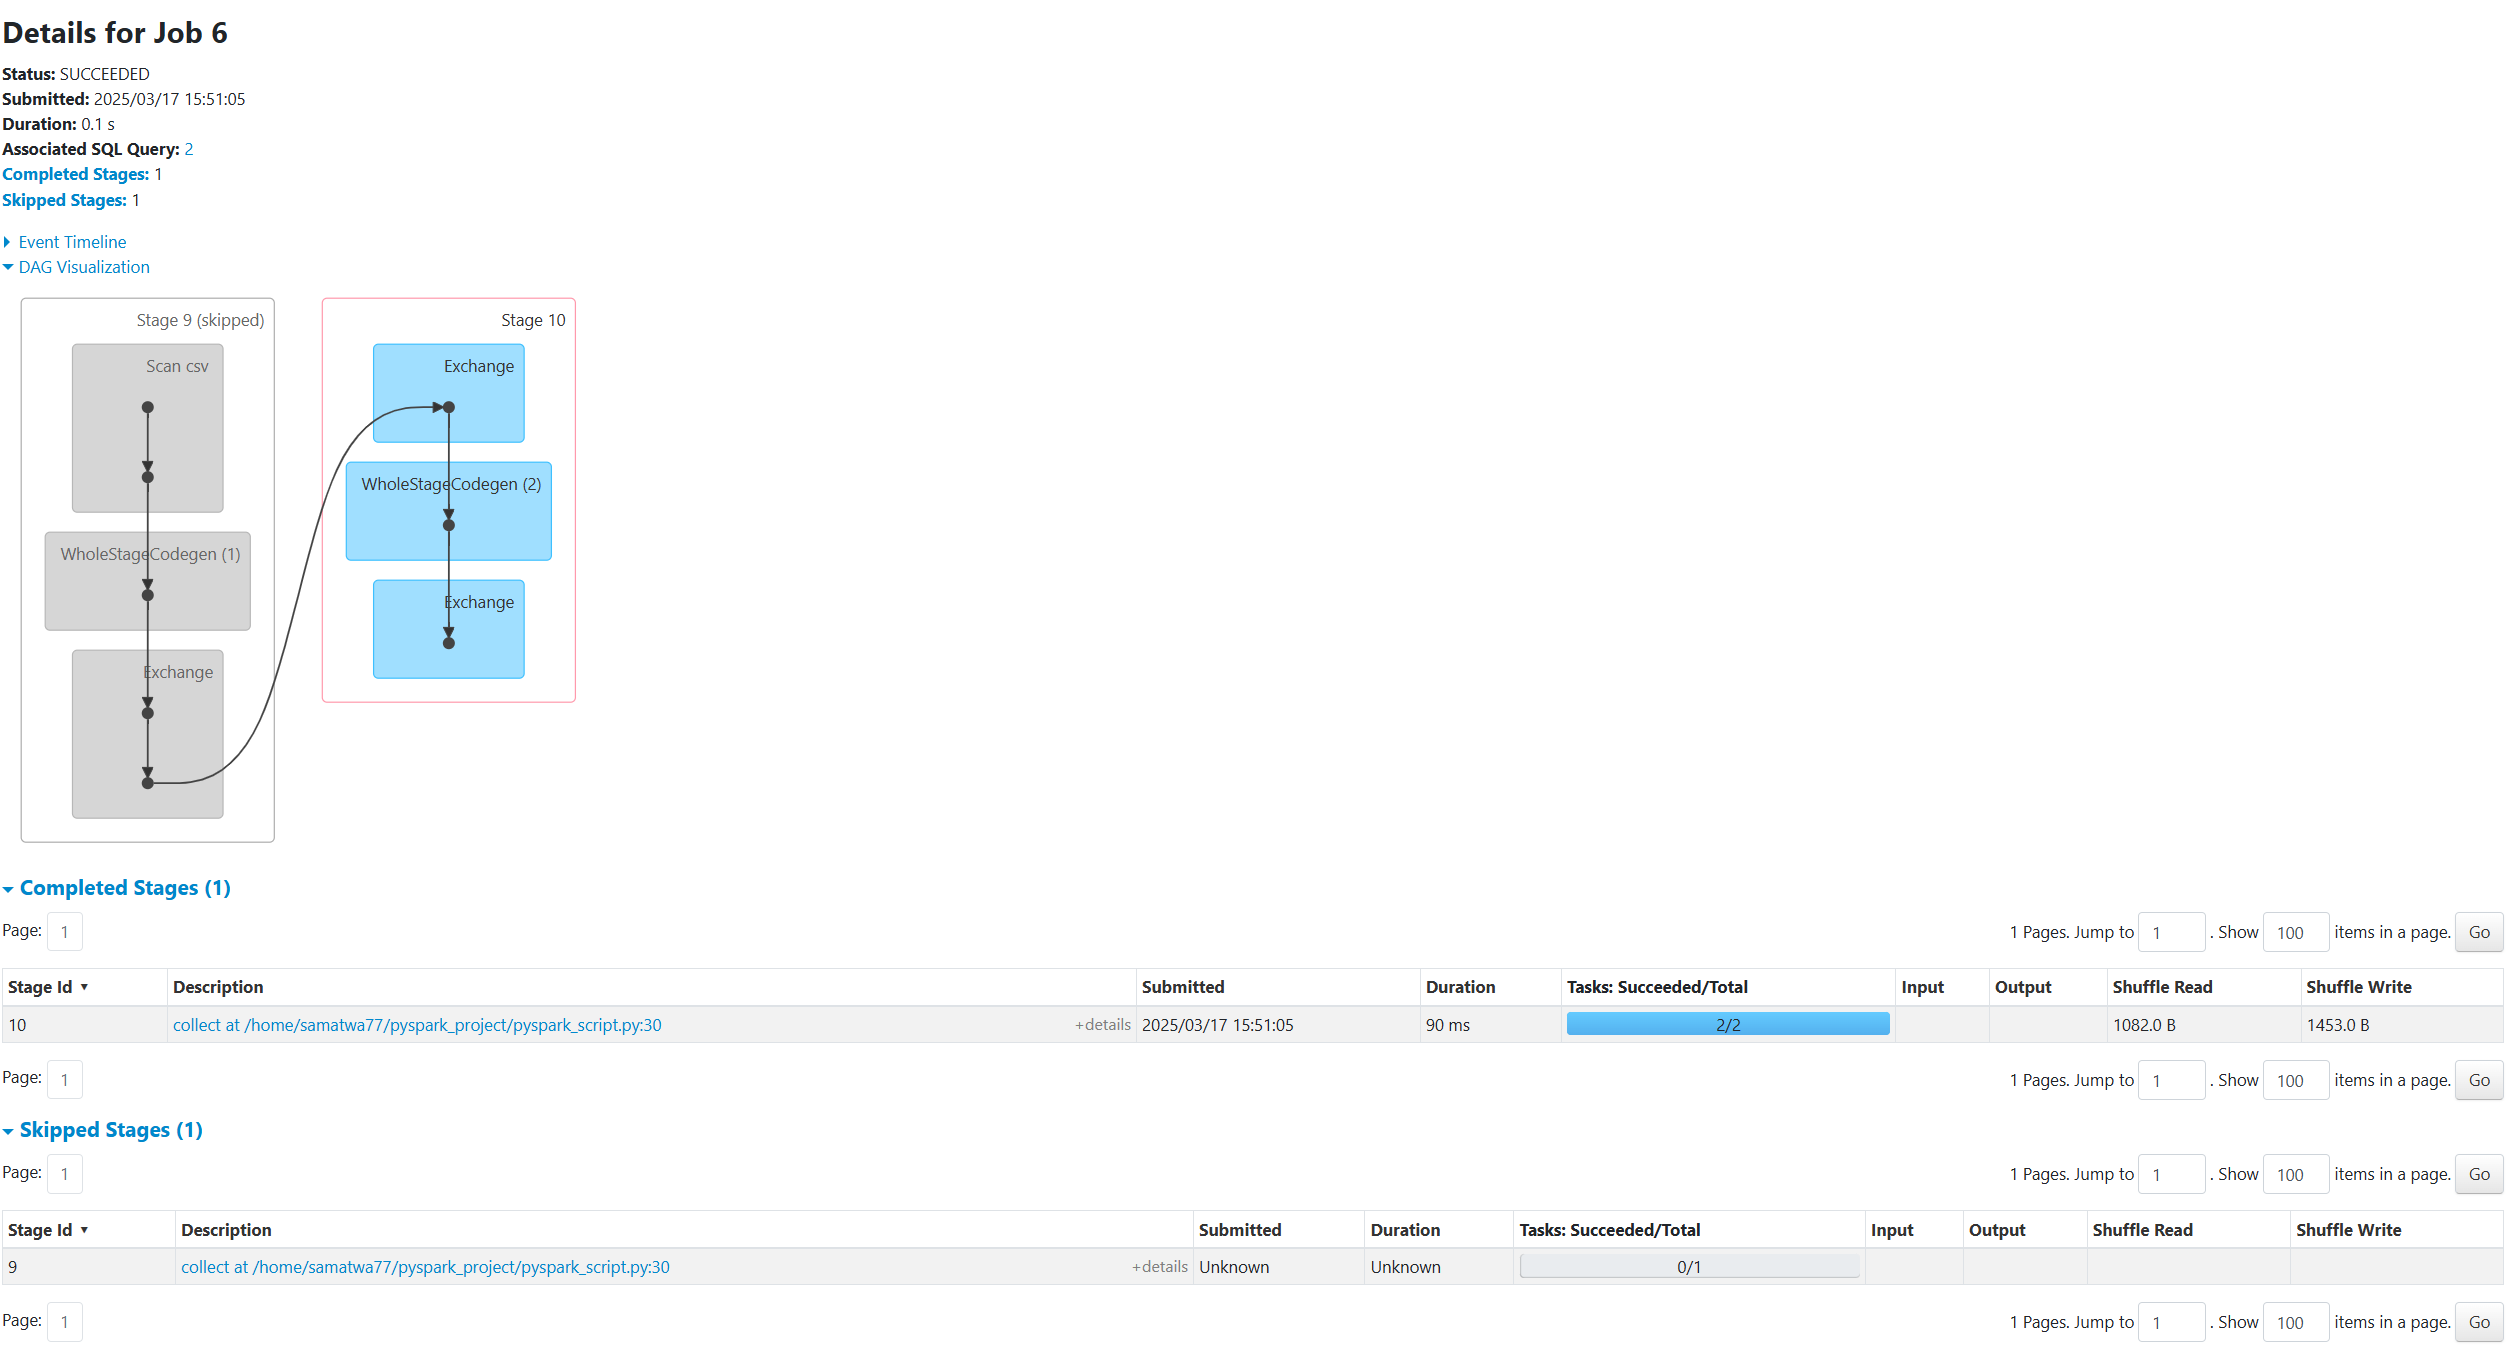 Details for Job 6
Status: SUCCEEDED
Submitted: 2025/03/17 15:51:05
Duration: 0.1 s
Associated SQL Query: 2
Completed Stages: 1
Skipped Stages: 1
Event Timeline
DAG Visualization
Stage 9 (skipped)
Scan csv
WholeStageCodegen (1)
Exchange
Stage 10
Exchange
WholeStageCodegen (2)
Exchange
Completed Stages (1)
Page: 1 1 Pages. Jump to 1 . Show 100 items in a page. Go
Stage Id ▾ Description Submitted Duration Tasks: Succeeded/Total Input Output Shuffle Read Shuffle Write
10 collect at /home/samatwa77/pyspark_project/pyspark_script.py:30 +details 2025/03/17 15:51:05 90 ms 2/2 1082.0 B 1453.0 B
Page: 1 1 Pages. Jump to 1 . Show 100 items in a page. Go
Skipped Stages (1)
Page: 1 1 Pages. Jump to 1 . Show 100 items in a page. Go
Stage Id ▾ Description Submitted Duration Tasks: Succeeded/Total Input Output Shuffle Read Shuffle Write
9 collect at /home/samatwa77/pyspark_project/pyspark_script.py:30 +details Unknown Unknown 0/1
Page: 1 1 Pages. Jump to 1 . Show 100 items in a page. Go